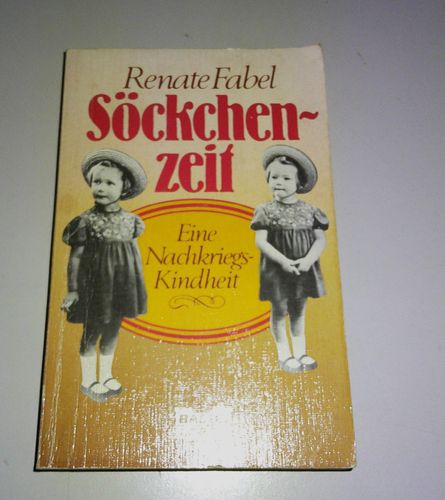 Renate Fabel
Söckchen-
zeit
Eine
Nachkriegs-
Kindheit